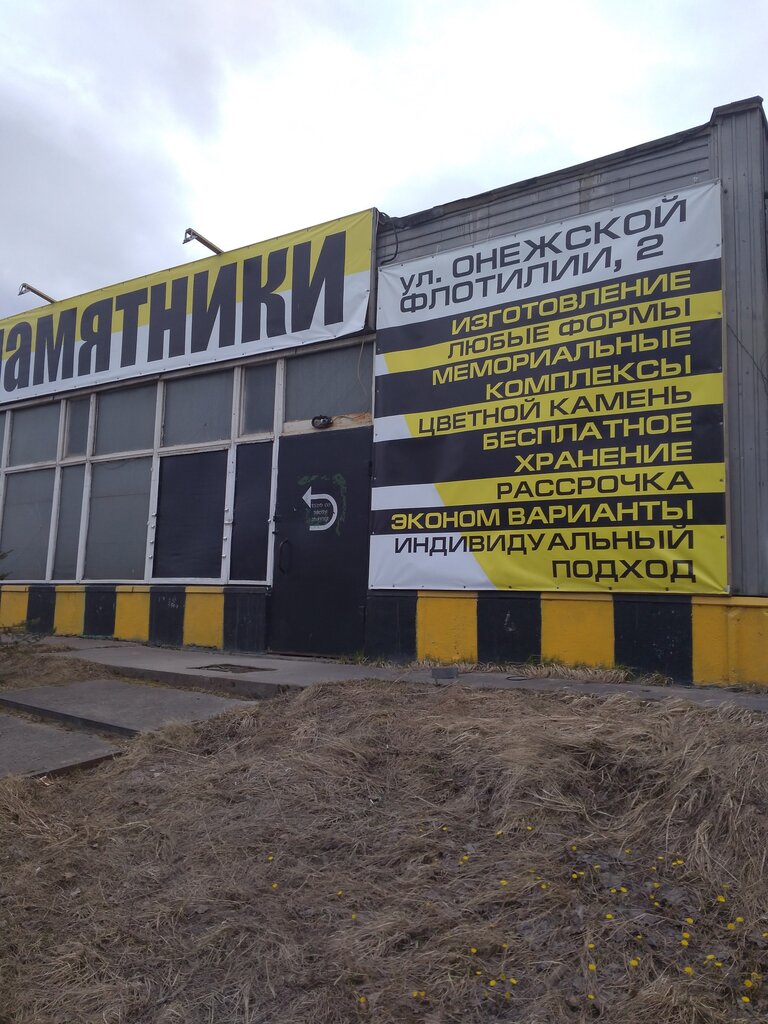 ПАМЯТНИКИ
ул. ОНЕЖСКОЙ
ФЛОТИЛИИ, 2
ИЗГОТОВЛЕНИЕ
ЛЮБЫЕ ФОРМЫ
МЕМОРИАЛЬНЫЕ
КОМПЛЕКСЫ
ЦВЕТНОЙ КАМЕНЬ
БЕСПЛАТНОЕ
ХРАНЕНИЕ
РАССРОЧКА
ЭКОНОМ ВАРИАНТЫ
ИНДИВИДУАЛЬНЫЙ
ПОДХОД